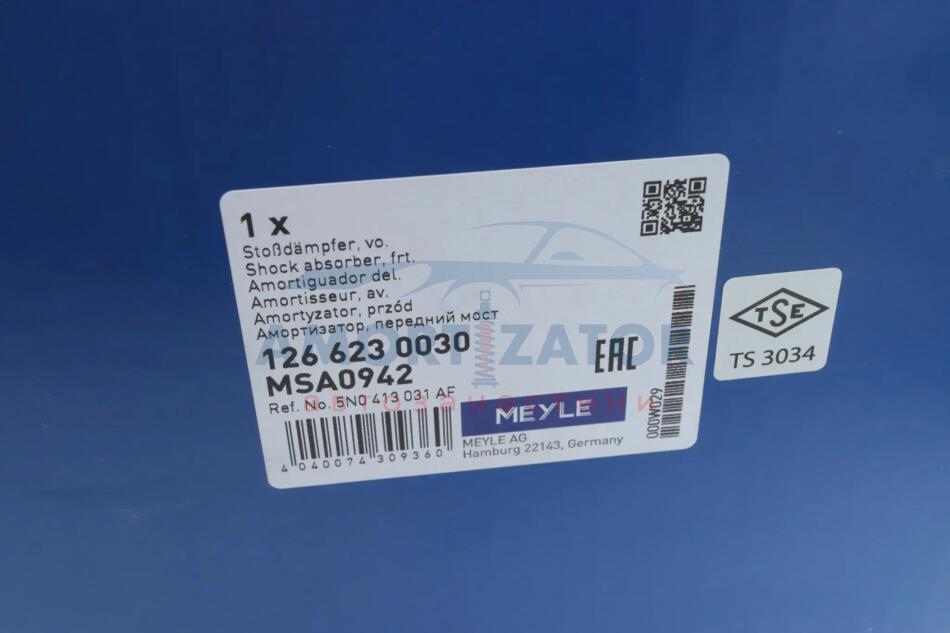 1 x
Stoßdämpfer, vo.
Shock absorber, frt.
Amortiguador del.
Amortisseur, av.
Amortyzator, przód
Амортизатор, передний мост
126 623 0030
MSA0942
Ref. No. 5N0 413 031 AF
4 040074 309360
EAC
MEYLE
MEYLE AG
Hamburg 22143, Germany
000W029
TSE
TS 3034
AMORTIZATOR
автозапчастини